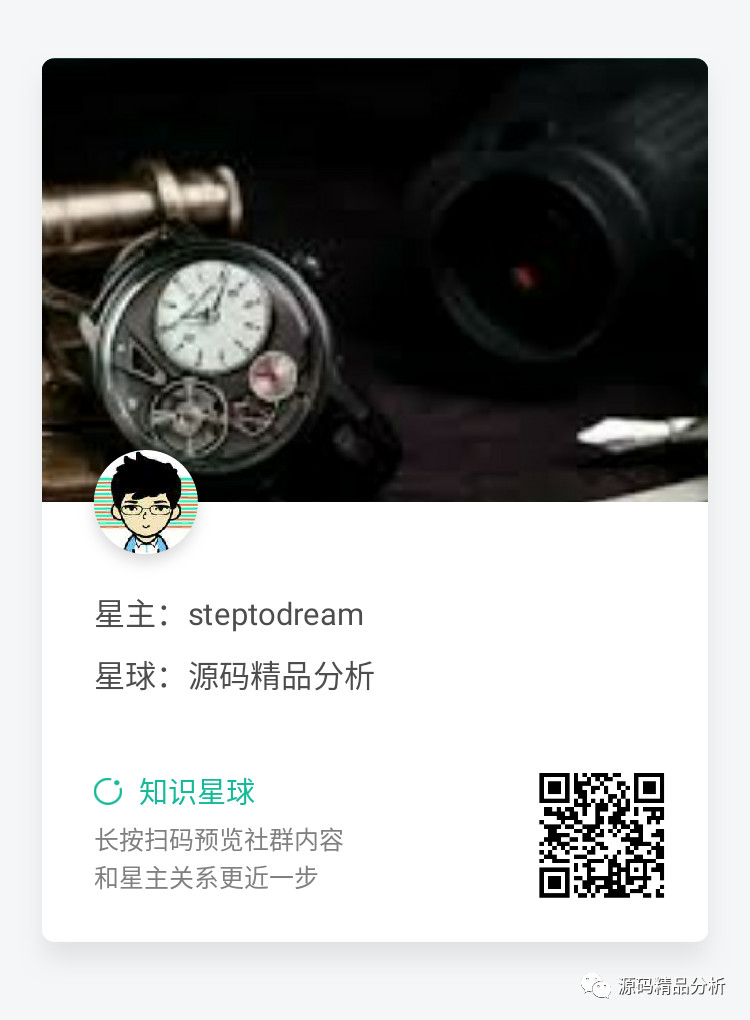 星主：steptodream
星球：源码精品分析
知识星球
长按扫码预览社群内容
和星主关系更近一步
源码精品分析